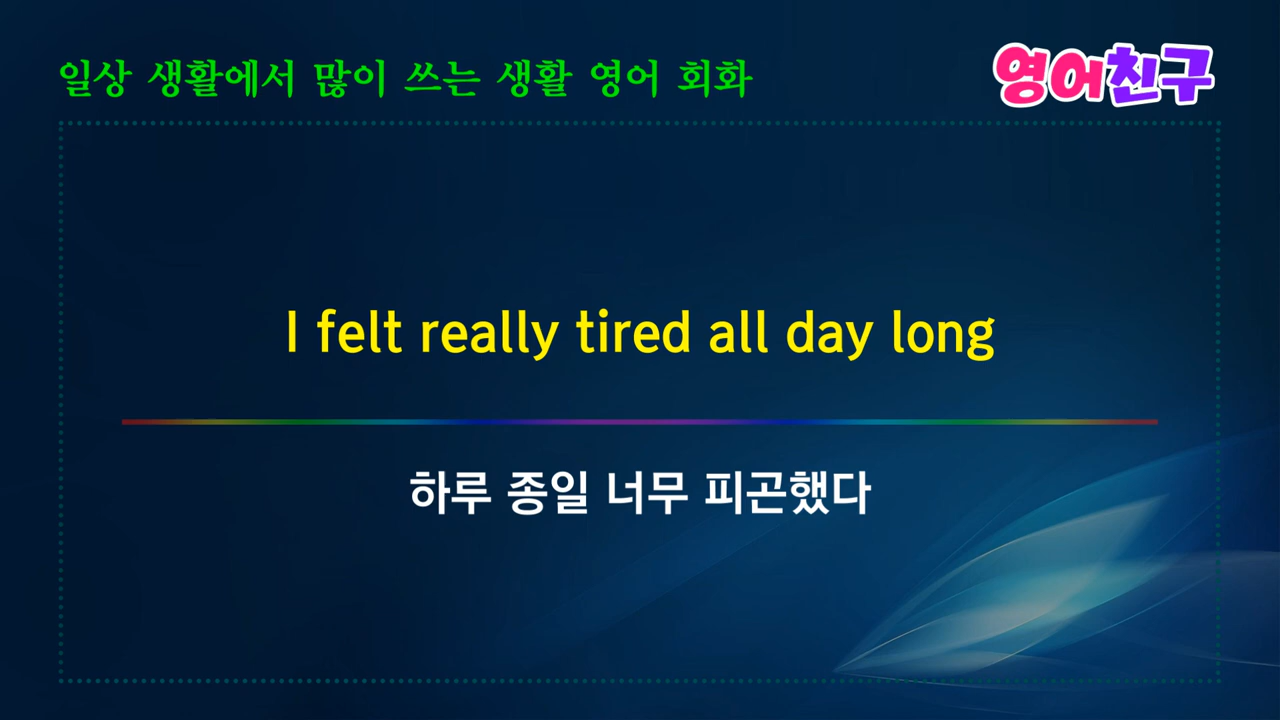 일상 생활에서 많이 쓰는 생활 영어 회화
영어친구
I felt really tired all day long
하루 종일 너무 피곤했다